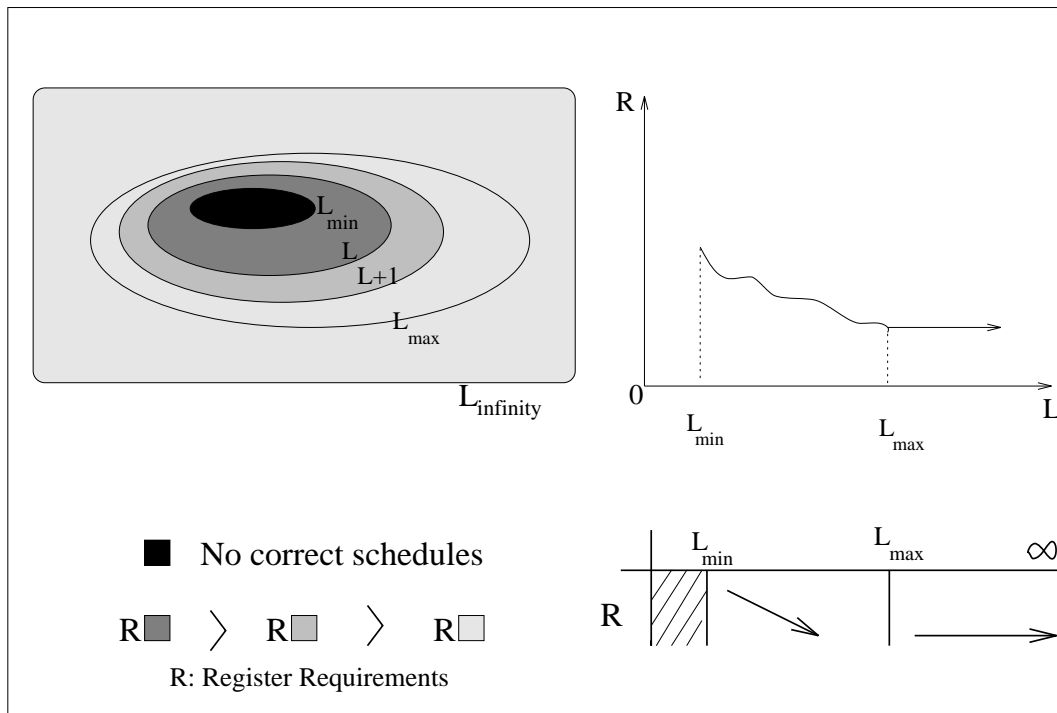 L min
L
L+1
L max
L infinity
R
0
L
L min
L max
No correct schedules
R > R > R
R: Register Requirements
L min
L max
∞
R